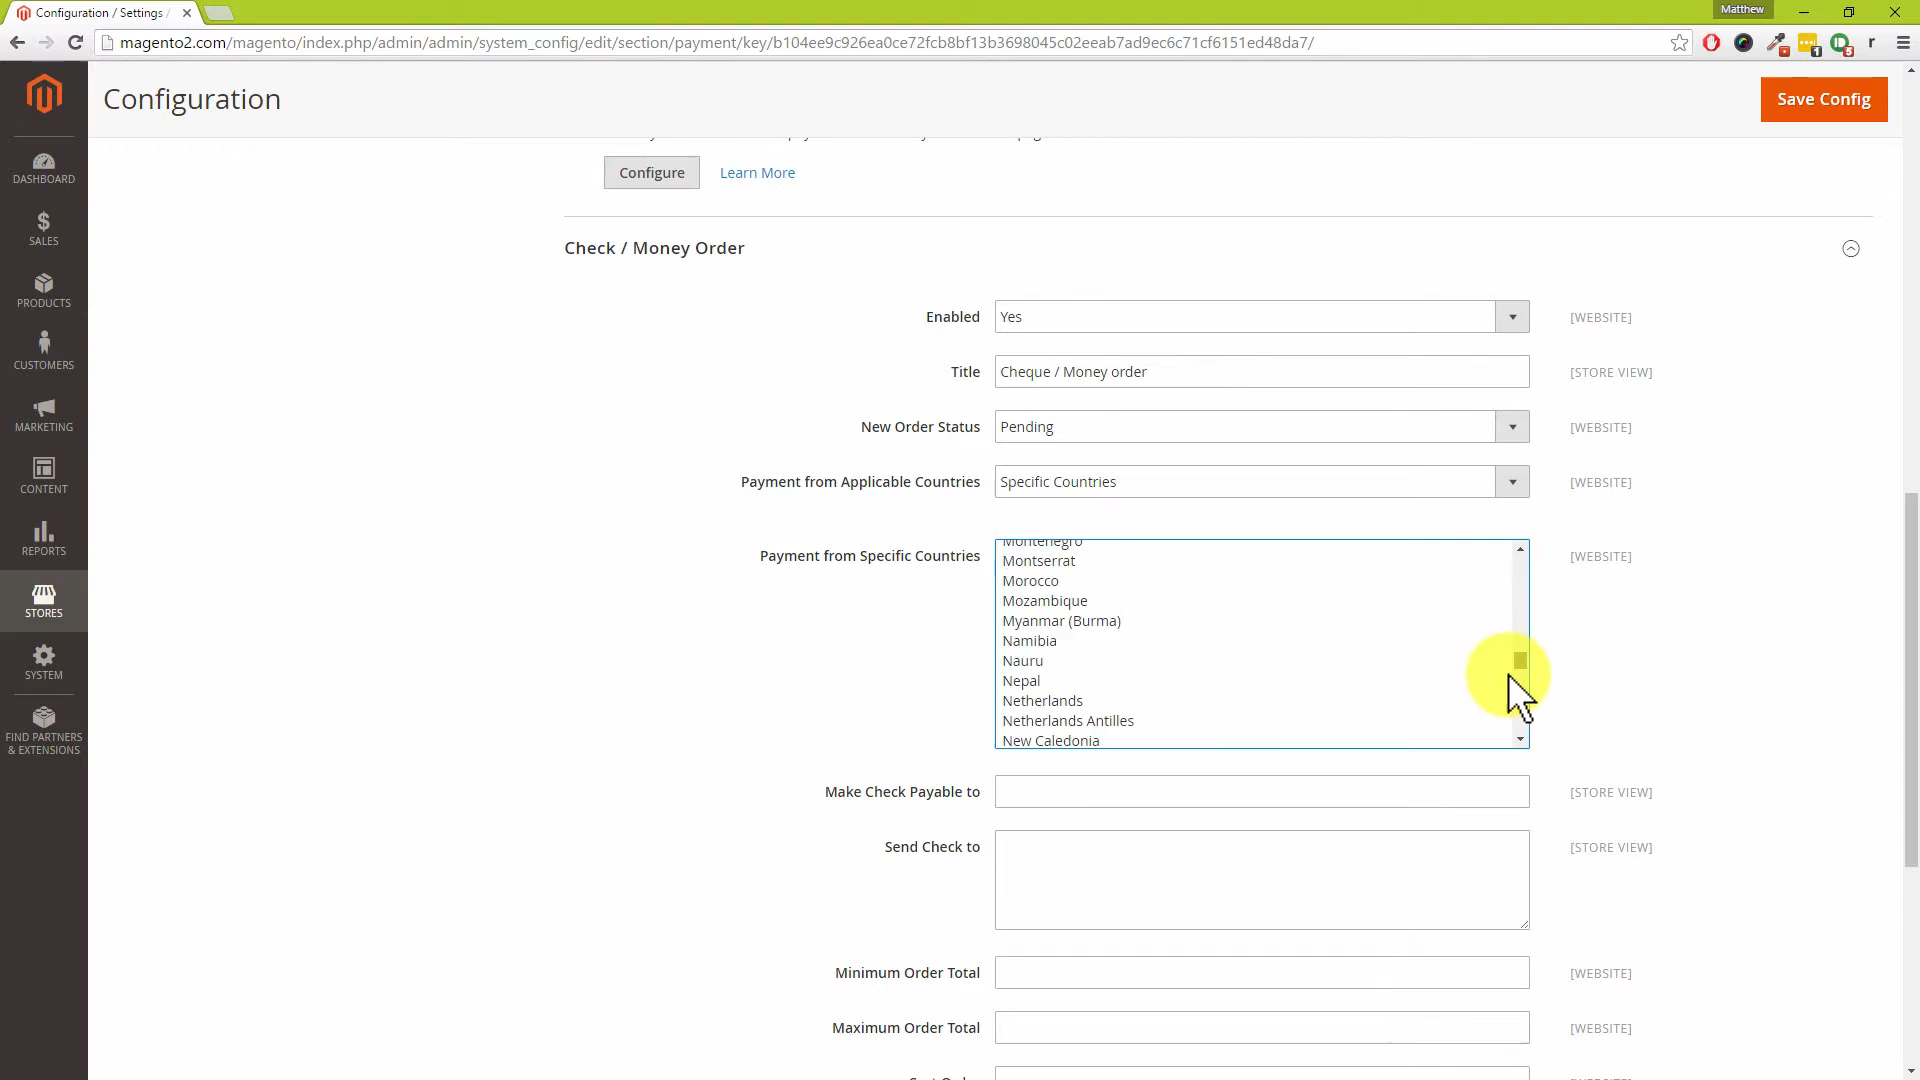 Configuration / Settings /
Matthew
magento2.com/magento/index.php/admin/admin/system_config/edit/section/payment/key/b104ee9c926ea0ce72fcb8bf13b3698045c02eeab7ad9ec6c71cf6151ed48da7/
1
5
r
Configuration
Save Config
DASHBOARD
SALES
PRODUCTS
CUSTOMERS
MARKETING
CONTENT
REPORTS
STORES
SYSTEM
FIND PARTNERS
& EXTENSIONS
Configure
Learn More
Check / Money Order
Enabled
Yes
[WEBSITE]
Title
Cheque / Money order
[STORE VIEW]
New Order Status
Pending
[WEBSITE]
Payment from Applicable Countries
Specific Countries
[WEBSITE]
Payment from Specific Countries
[WEBSITE]
Montenegro
Montserrat
Morocco
Mozambique
Myanmar (Burma)
Namibia
Nauru
Nepal
Netherlands
Netherlands Antilles
New Caledonia
Make Check Payable to
[STORE VIEW]
Send Check to
[STORE VIEW]
Minimum Order Total
[WEBSITE]
Maximum Order Total
[WEBSITE]